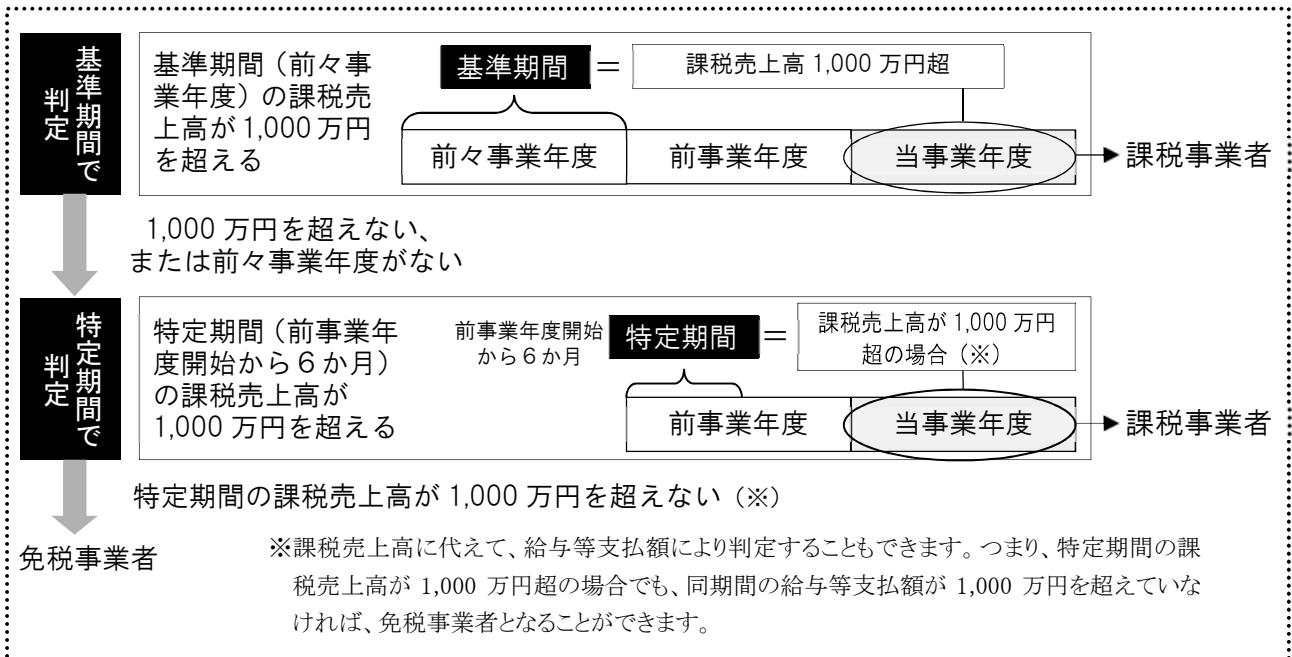 基準期間で
判定
基準期間（前々事
業年度）の課税売
上高が1,000万円
を超える
基準期間 ＝ 課税売上高 1,000 万円超
前々事業年度 前事業年度 当事業年度 課税事業者
1,000 万円を超えない、
または前々事業年度がない
特定期間で
判定
特定期間（前事業年
度開始から６か月）
の課税売上高が
1,000 万円を超える
前事業年度開始
から６か月
特定期間 ＝
課税売上高が 1,000 万円
超の場合（※）
前事業年度 当事業年度 課税事業者
特定期間の課税売上高が 1,000 万円を超えない（※）
免税事業者
※課税売上高に代えて、給与等支払額により判定することもできます。つまり、特定期間の課
税売上高が 1,000 万円超の場合でも、同期間の給与等支払額が 1,000 万円を超えていな
ければ、免税事業者となることができます。